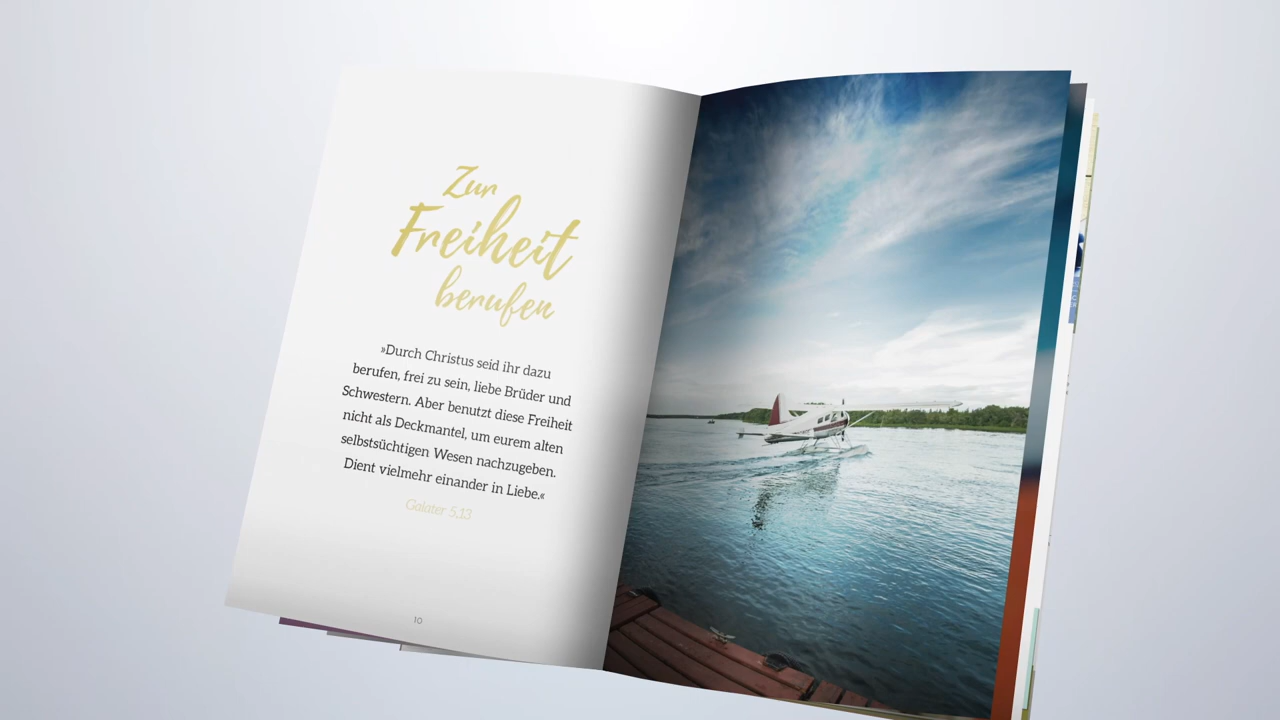 Zur
Freiheit
berufen
»Durch Christus seid ihr dazu
berufen, frei zu sein, liebe Brüder und
Schwestern. Aber benutzt diese Freiheit
nicht als Deckmantel, um eurem alten
selbstsüchtigen Wesen nachzugeben.
Dient vielmehr einander in Liebe.«
Galater 5,13
10